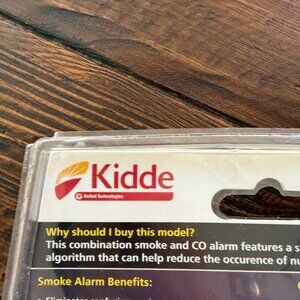 Kidde
United Technologies
Why should I buy this model?
This combination smoke and CO alarm features a s
algorithm that can help reduce the occurence of nu
Smoke Alarm Benefits: